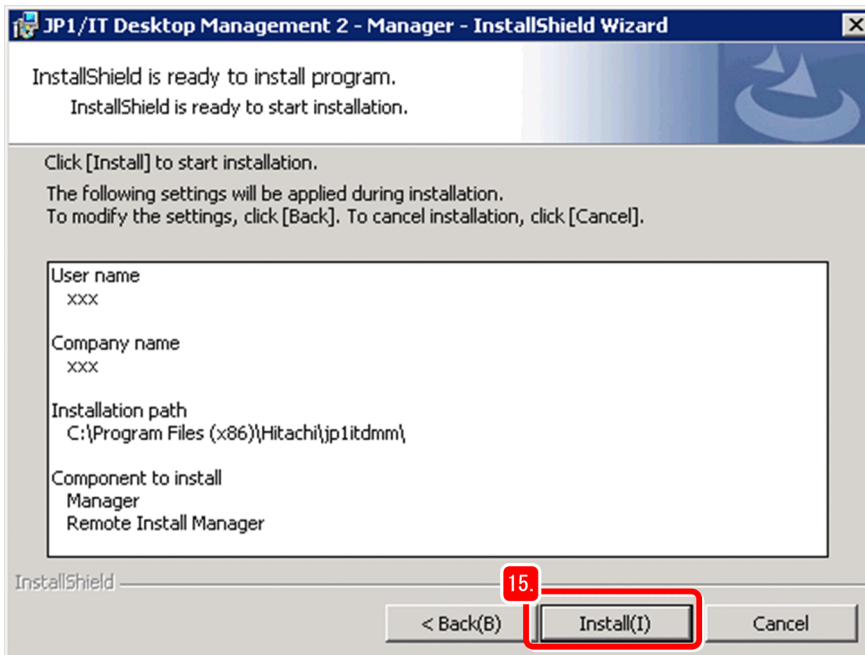 JP1/IT Desktop Management 2 - Manager - InstallShield Wizard
InstallShield is ready to install program.
InstallShield is ready to start installation.
Click [Install] to start installation.
The following settings will be applied during installation.
To modify the settings, click [Back]. To cancel installation, click [Cancel].
User name
xxx
Company name
xxx
Installation path
C:\Program Files (x86)\Hitachi\jp1itdmm\
Component to install
Manager
Remote Install Manager
InstallShield
15.
< Back(B)
Install(I)
Cancel